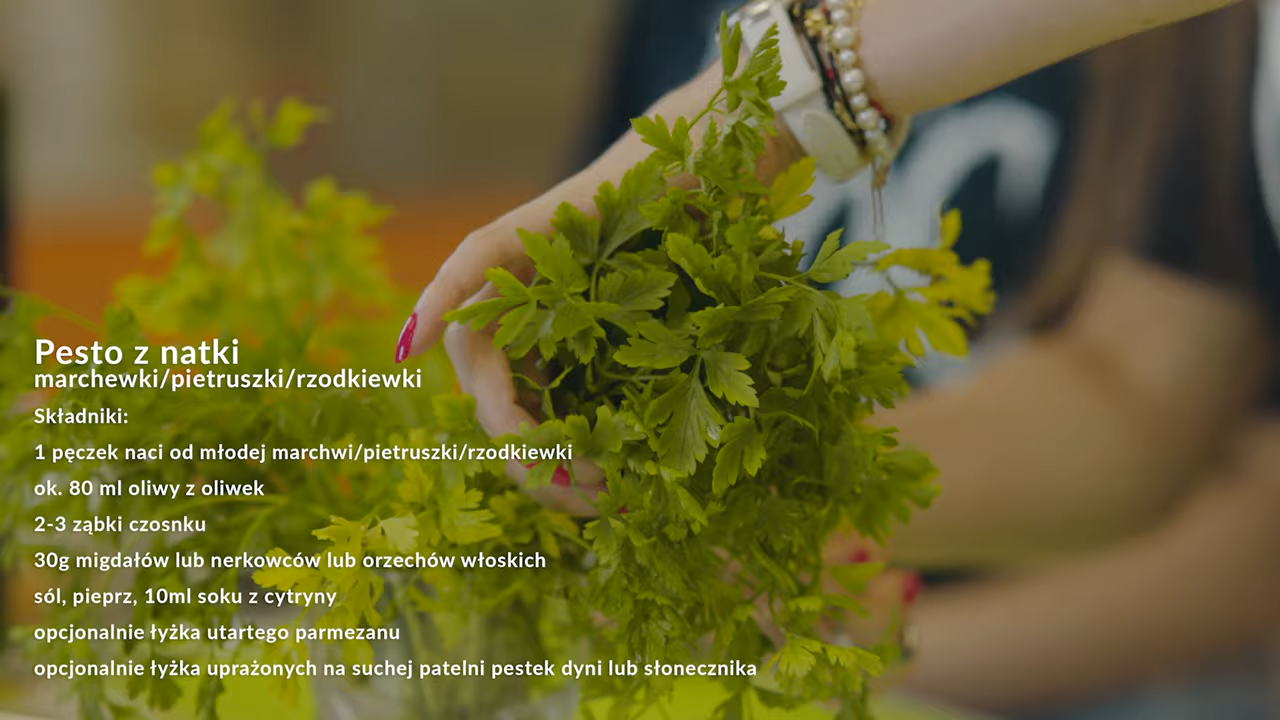 Pesto z natki
marchewki/pietruszki/rzodkiewki
Składniki:
1 pęczek naci od młodej marchwi/pietruszki/rzodkiewki
ok. 80 ml oliwy z oliwek
2-3 ząbki czosnku
30g migdałów lub nerkowców lub orzechów włoskich
sól, pieprz, 10ml soku z cytryny
opcjonalnie łyżka utartego parmezanu
opcjonalnie łyżka uprażonych na suchej patelni pestek dyni lub słonecznika